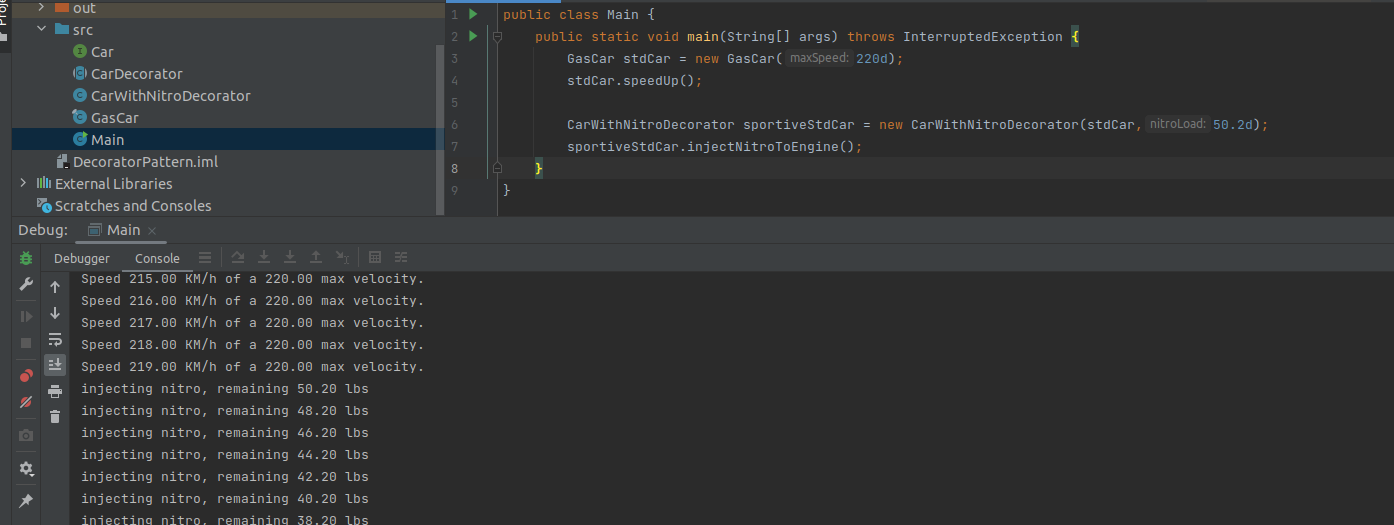 Proje
out
src
Car
CarDecorator
CarWithNitroDecorator
GasCar
Main
DecoratorPattern.iml
External Libraries
Scratches and Consoles
1 public class Main {
2 public static void main(String[] args) throws InterruptedException {
3 GasCar stdCar = new GasCar( maxSpeed: 220d);
4 stdCar.speedUp();
5
6 CarWithNitroDecorator sportiveStdCar = new CarWithNitroDecorator(stdCar, nitroLoad: 50.2d);
7 sportiveStdCar.injectNitroToEngine();
8 }
9 }
Debug: Main
Debugger Console
Speed 215.00 KM/h of a 220.00 max velocity.
Speed 216.00 KM/h of a 220.00 max velocity.
Speed 217.00 KM/h of a 220.00 max velocity.
Speed 218.00 KM/h of a 220.00 max velocity.
Speed 219.00 KM/h of a 220.00 max velocity.
injecting nitro, remaining 50.20 lbs
injecting nitro, remaining 48.20 lbs
injecting nitro, remaining 46.20 lbs
injecting nitro, remaining 44.20 lbs
injecting nitro, remaining 42.20 lbs
injecting nitro, remaining 40.20 lbs
injecting nitro, remaining 38.20 lbs